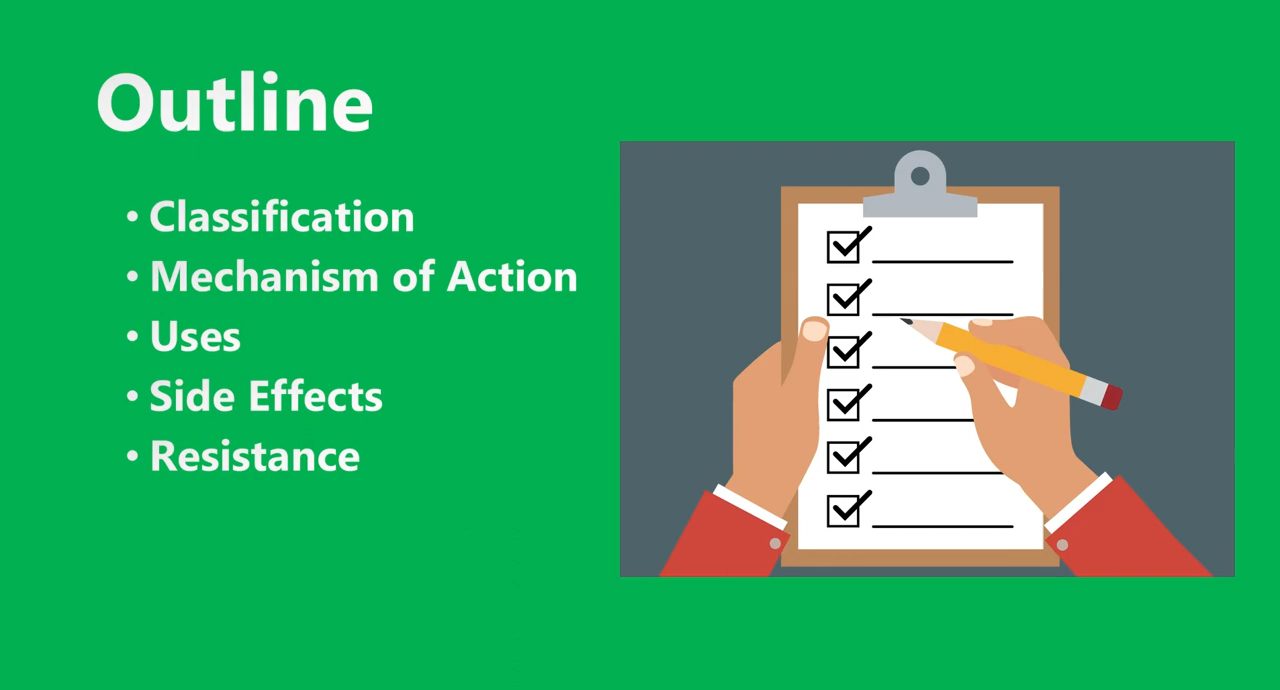 Outline
• Classification
• Mechanism of Action
• Uses
• Side Effects
• Resistance